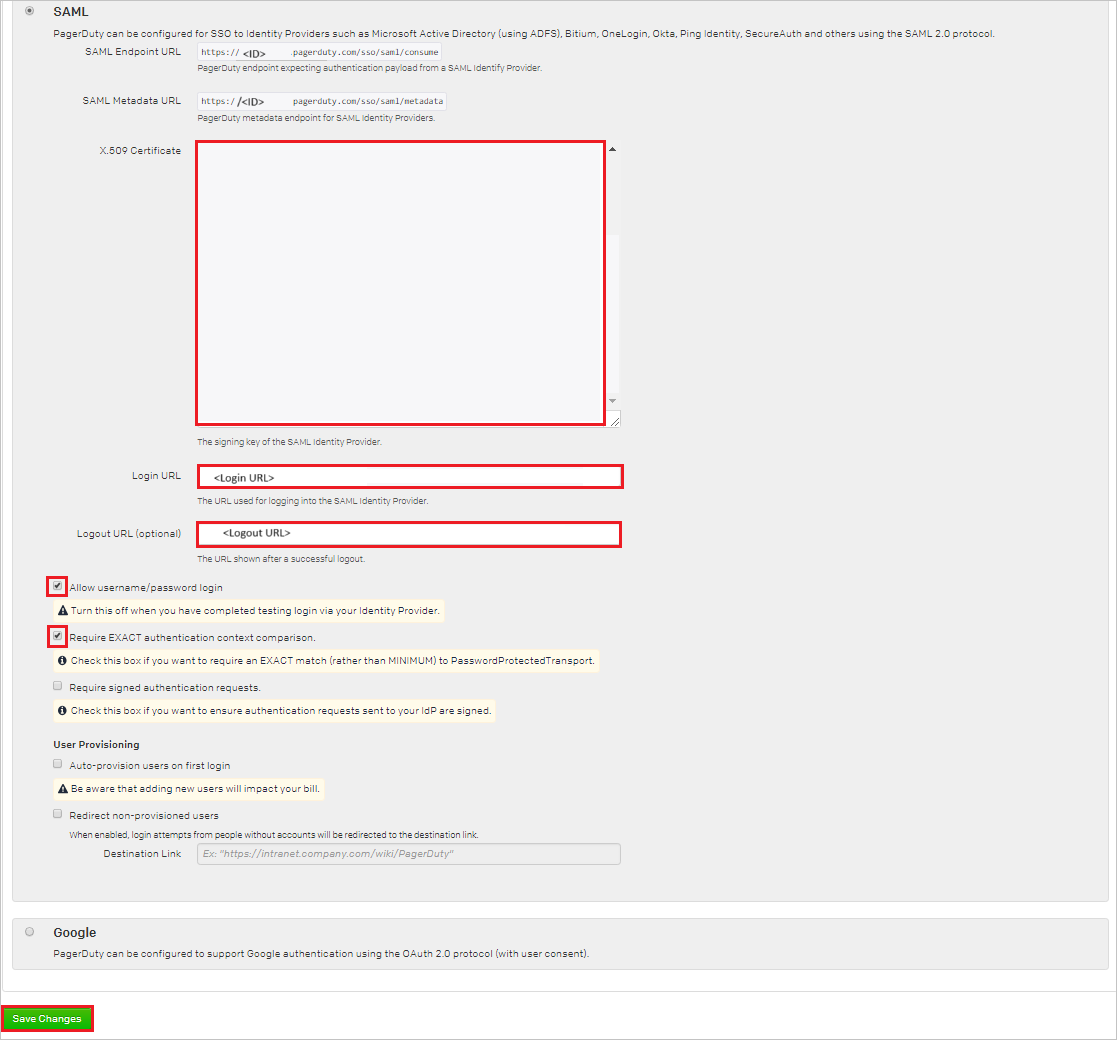 SAML
PagerDuty can be configured for SSO to Identity Providers such as Microsoft Active Directory (using ADFS), Bitium, OneLogin, Okta, Ping Identity, SecureAuth and others using the SAML 2.0 protocol.
SAML Endpoint URL https:// <ID> .pagerduty.com/sso/saml/consume
PagerDuty endpoint expecting authentication payload from a SAML Identify Provider.
SAML Metadata URL https://<ID> pagerduty.com/sso/saml/metadata
PagerDuty metadata endpoint for SAML Identity Providers.
X.509 Certificate
The signing key of the SAML Identity Provider.
Login URL <Login URL>
The URL used for logging into the SAML Identity Provider.
Logout URL (optional) <Logout URL>
The URL shown after a successful logout.
Allow username/password login
Turn this off when you have completed testing login via your Identity Provider.
Require EXACT authentication context comparison.
Check this box if you want to require an EXACT match (rather than MINIMUM) to PasswordProtectedTransport.
Require signed authentication requests.
Check this box if you want to ensure authentication requests sent to your IdP are signed.
User Provisioning
Auto-provision users on first login
Be aware that adding new users will impact your bill.
Redirect non-provisioned users
When enabled, login attempts from people without accounts will be redirected to the destination link.
Destination Link Ex: "https://intranet.company.com/wiki/PagerDuty"
Google
PagerDuty can be configured to support Google authentication using the OAuth 2.0 protocol (with user consent).
Save Changes